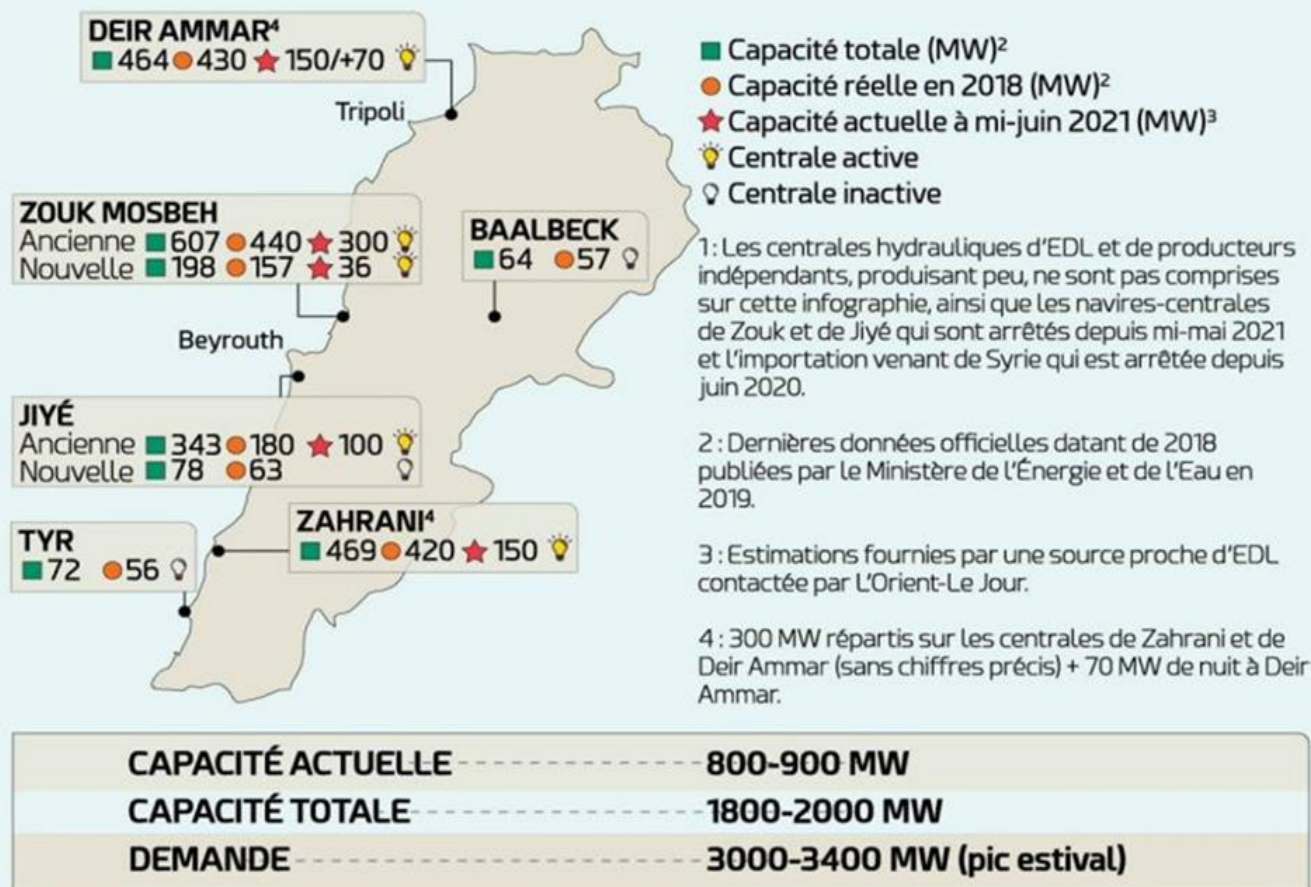 DEIR AMMAR⁴
464 430 150/+70
Tripoli
ZOUK MOSBEH
Ancienne 607 440 300
Nouvelle 198 157 36
BAALBECK
64 57
Beyrouth
JIYÉ
Ancienne 343 180 100
Nouvelle 78 63
ZAHRANI⁴
469 420 150
TYR
72 56
Capacité totale (MW)²
Capacité réelle en 2018 (MW)²
Capacité actuelle à mi-juin 2021 (MW)³
Centrale active
Centrale inactive
1: Les centrales hydrauliques d'EDL et de producteurs
indépendants, produisant peu, ne sont pas comprises
sur cette infographie, ainsi que les navires-centrales
de Zouk et de Jiyé qui sont arrêtés depuis mi-mai 2021
et l'importation venant de Syrie qui est arrêtée depuis
juin 2020.
2 : Dernières données officielles datant de 2018
publiées par le Ministère de l'Énergie et de l'Eau en
2019.
3 : Estimations fournies par une source proche d'EDL
contactée par L'Orient-Le Jour.
4 : 300 MW répartis sur les centrales de Zahrani et de
Deir Ammar (sans chiffres précis) + 70 MW de nuit à Deir
Ammar.
CAPACITÉ ACTUELLE 800-900 MW
CAPACITÉ TOTALE 1800-2000 MW
DEMANDE 3000-3400 MW (pic estival)